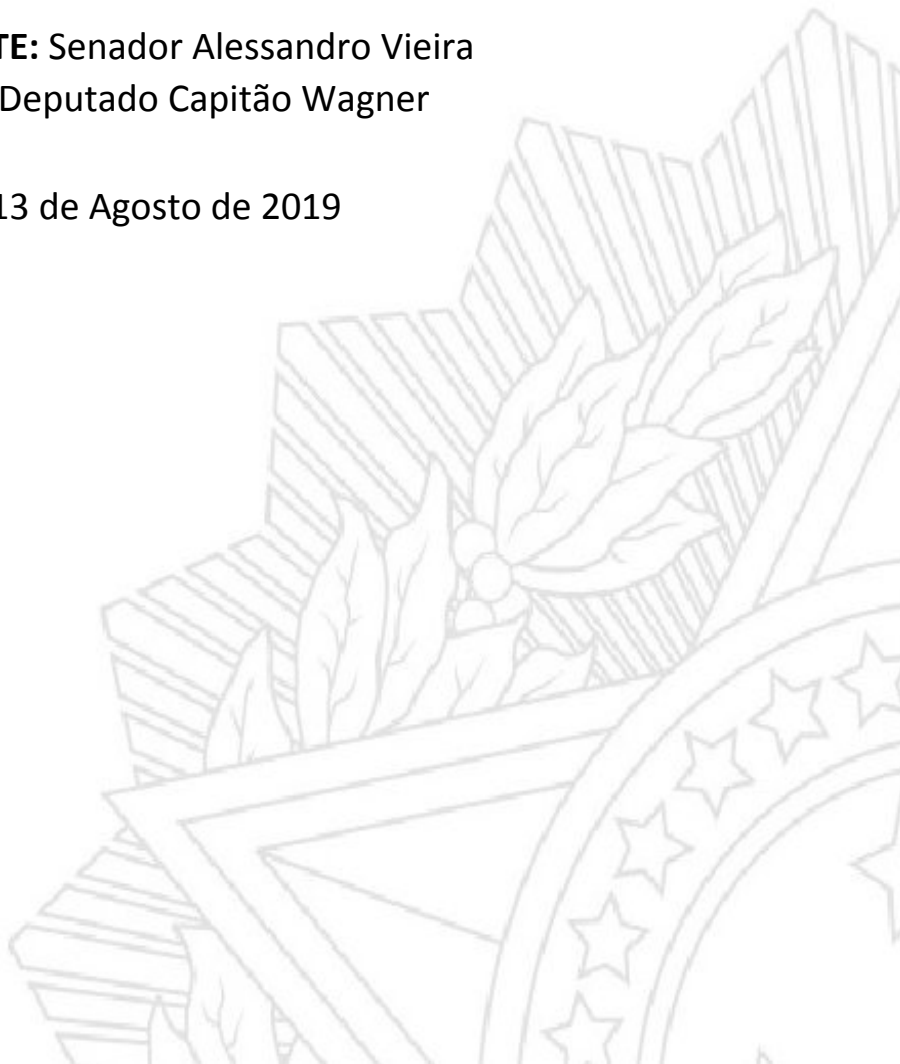 TE: Senador Alessandro Vieira
Deputado Capitão Wagner
13 de Agosto de 2019